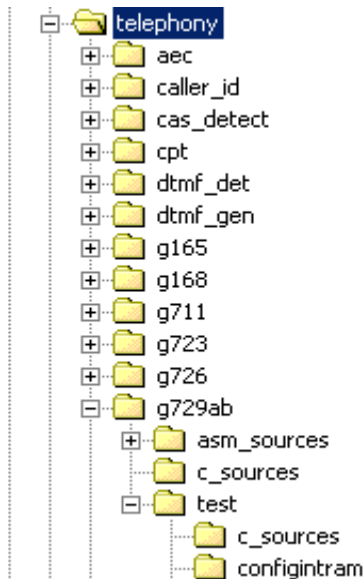 telephony
aec
caller_id
cas_detect
cpt
dtmf_det
dtmf_gen
g165
g168
g711
g723
g726
g729ab
asm_sources
c_sources
test
c_sources
configintram